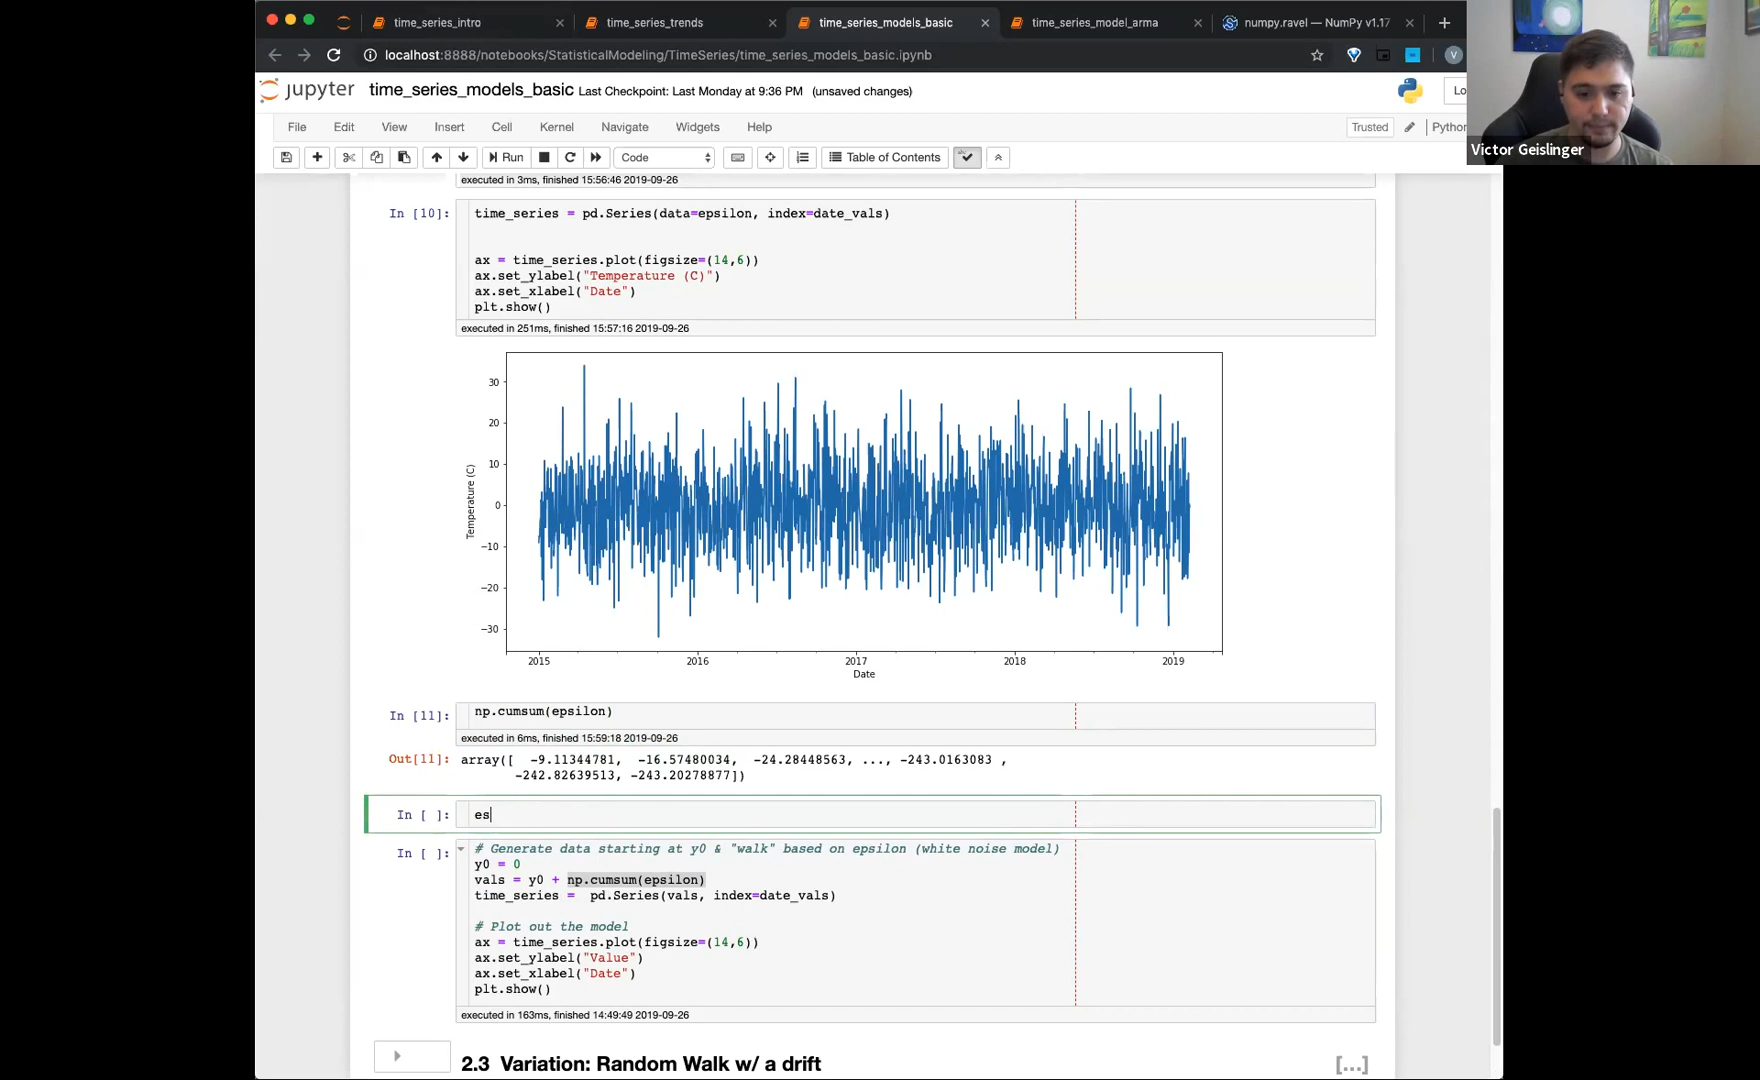 time_series_intro
time_series_trends
time_series_models_basic
time_series_model_arma
numpy.ravel — NumPy v1.17
localhost:8888/notebooks/StatisticalModeling/TimeSeries/time_series_models_basic.ipynb
V
jupyter time_series_models_basic Last Checkpoint: Last Monday at 9:36 PM (unsaved changes)
Lo
File Edit View Insert Cell Kernel Navigate Widgets Help
Trusted
Python
Victor Geislinger
Run
Code
Table of Contents
executed in 3ms, finished 15:56:46 2019-09-26
In [10]:
time_series = pd.Series(data=epsilon, index=date_vals)
ax = time_series.plot(figsize=(14,6))
ax.set_ylabel("Temperature (C)")
ax.set_xlabel("Date")
plt.show()
executed in 251ms, finished 15:57:16 2019-09-26
30
20
10
0
−10
−20
−30
Temperature (C)
2015 2016 2017 2018 2019
Date
In [11]:
np.cumsum(epsilon)
executed in 6ms, finished 15:59:18 2019-09-26
Out[11]:
array([ -9.11344781, -16.57480034, -24.28448563, ..., -243.0163083 ,
-242.82639513, -243.20278877])
In [ ]:
es
In [ ]:
# Generate data starting at y0 & "walk" based on epsilon (white noise model)
y0 = 0
vals = y0 + np.cumsum(epsilon)
time_series = pd.Series(vals, index=date_vals)
# Plot out the model
ax = time_series.plot(figsize=(14,6))
ax.set_ylabel("Value")
ax.set_xlabel("Date")
plt.show()
executed in 163ms, finished 14:49:49 2019-09-26
2.3 Variation: Random Walk w/ a drift
[...]